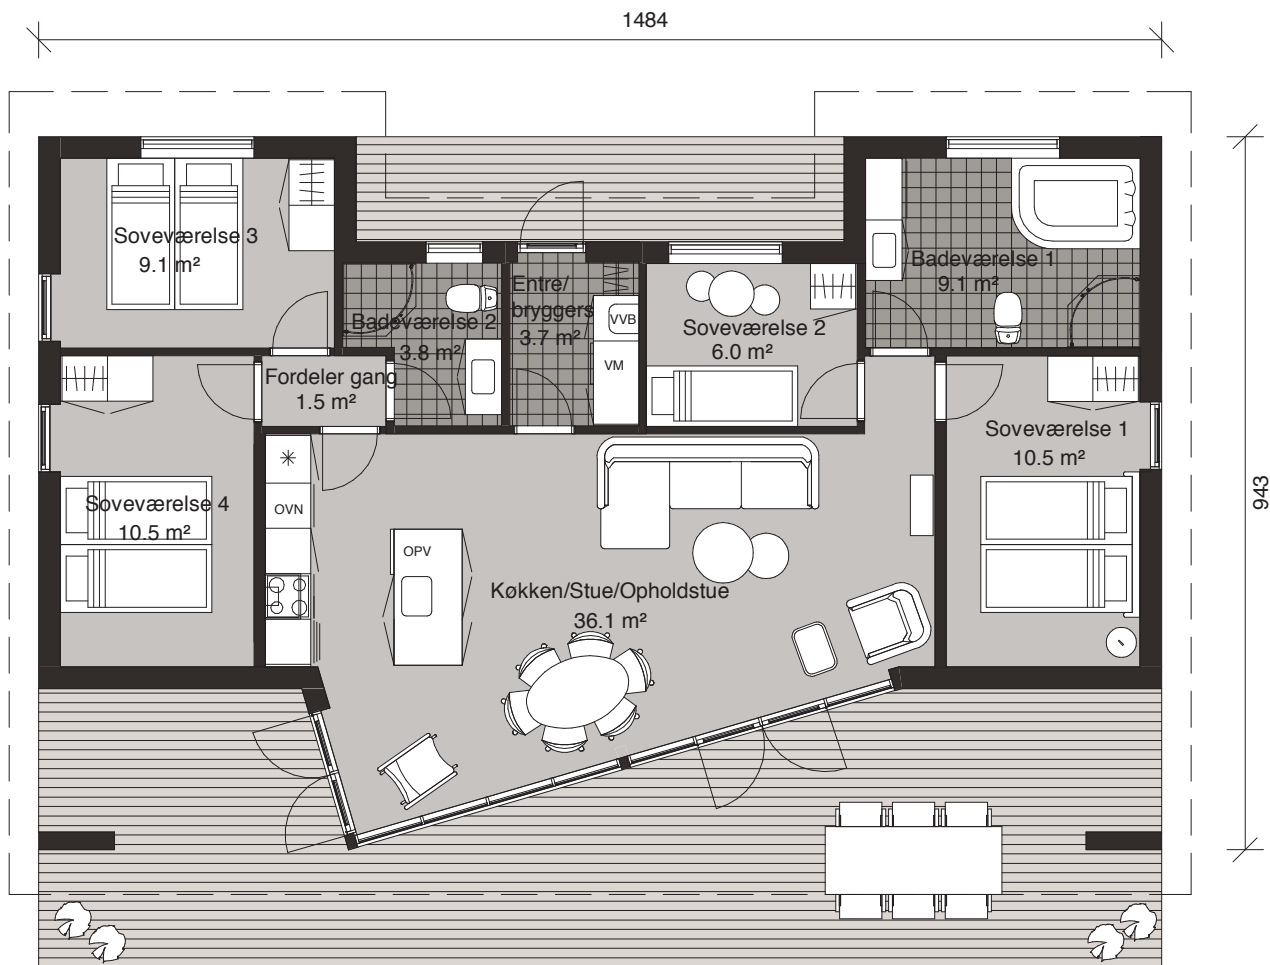 1484
Soveværelse 3
9.1 m²
Badeværelse 1
9.1 m²
Entre/
bryggers
3.7 m²
VVB
VM
Badeværelse 2
3.8 m²
Soveværelse 2
6.0 m²
Fordeler gang
1.5 m²
Soveværelse 1
10.5 m²
943
Soveværelse 4
10.5 m²
OVN
OPV
Køkken/Stue/Opholdstue
36.1 m²